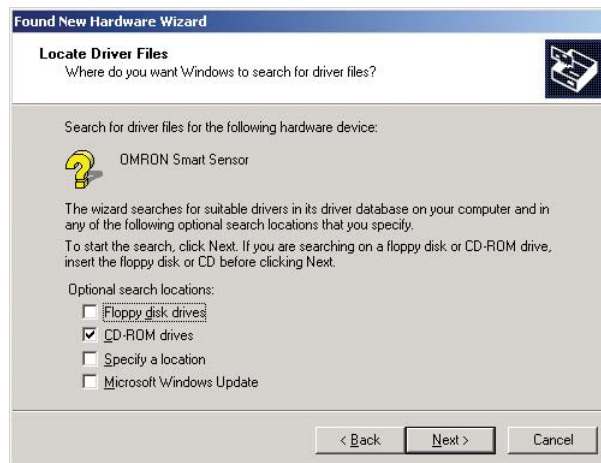 Found New Hardware Wizard
Locate Driver Files
Where do you want Windows to search for driver files?
Search for driver files for the following hardware device:
OMRON Smart Sensor
The wizard searches for suitable drivers in its driver database on your computer and in
any of the following optional search locations that you specify.
To start the search, click Next. If you are searching on a floppy disk or CD-ROM drive,
insert the floppy disk or CD before clicking Next.
Optional search locations:
Floppy disk drives
CD-ROM drives
Specify a location
Microsoft Windows Update
< Back Next > Cancel